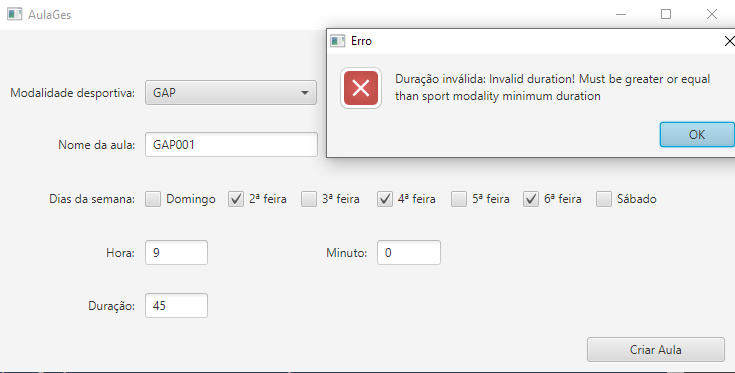 AulaGes
Erro
Duração inválida: Invalid duration! Must be greater or equal
than sport modality minimum duration
OK
Modalidade desportiva: GAP
Nome da aula: GAP001
Dias da semana: Domingo 2ª feira 3ª feira 4ª feira 5ª feira 6ª feira Sábado
Hora: 9 Minuto: 0
Duração: 45
Criar Aula